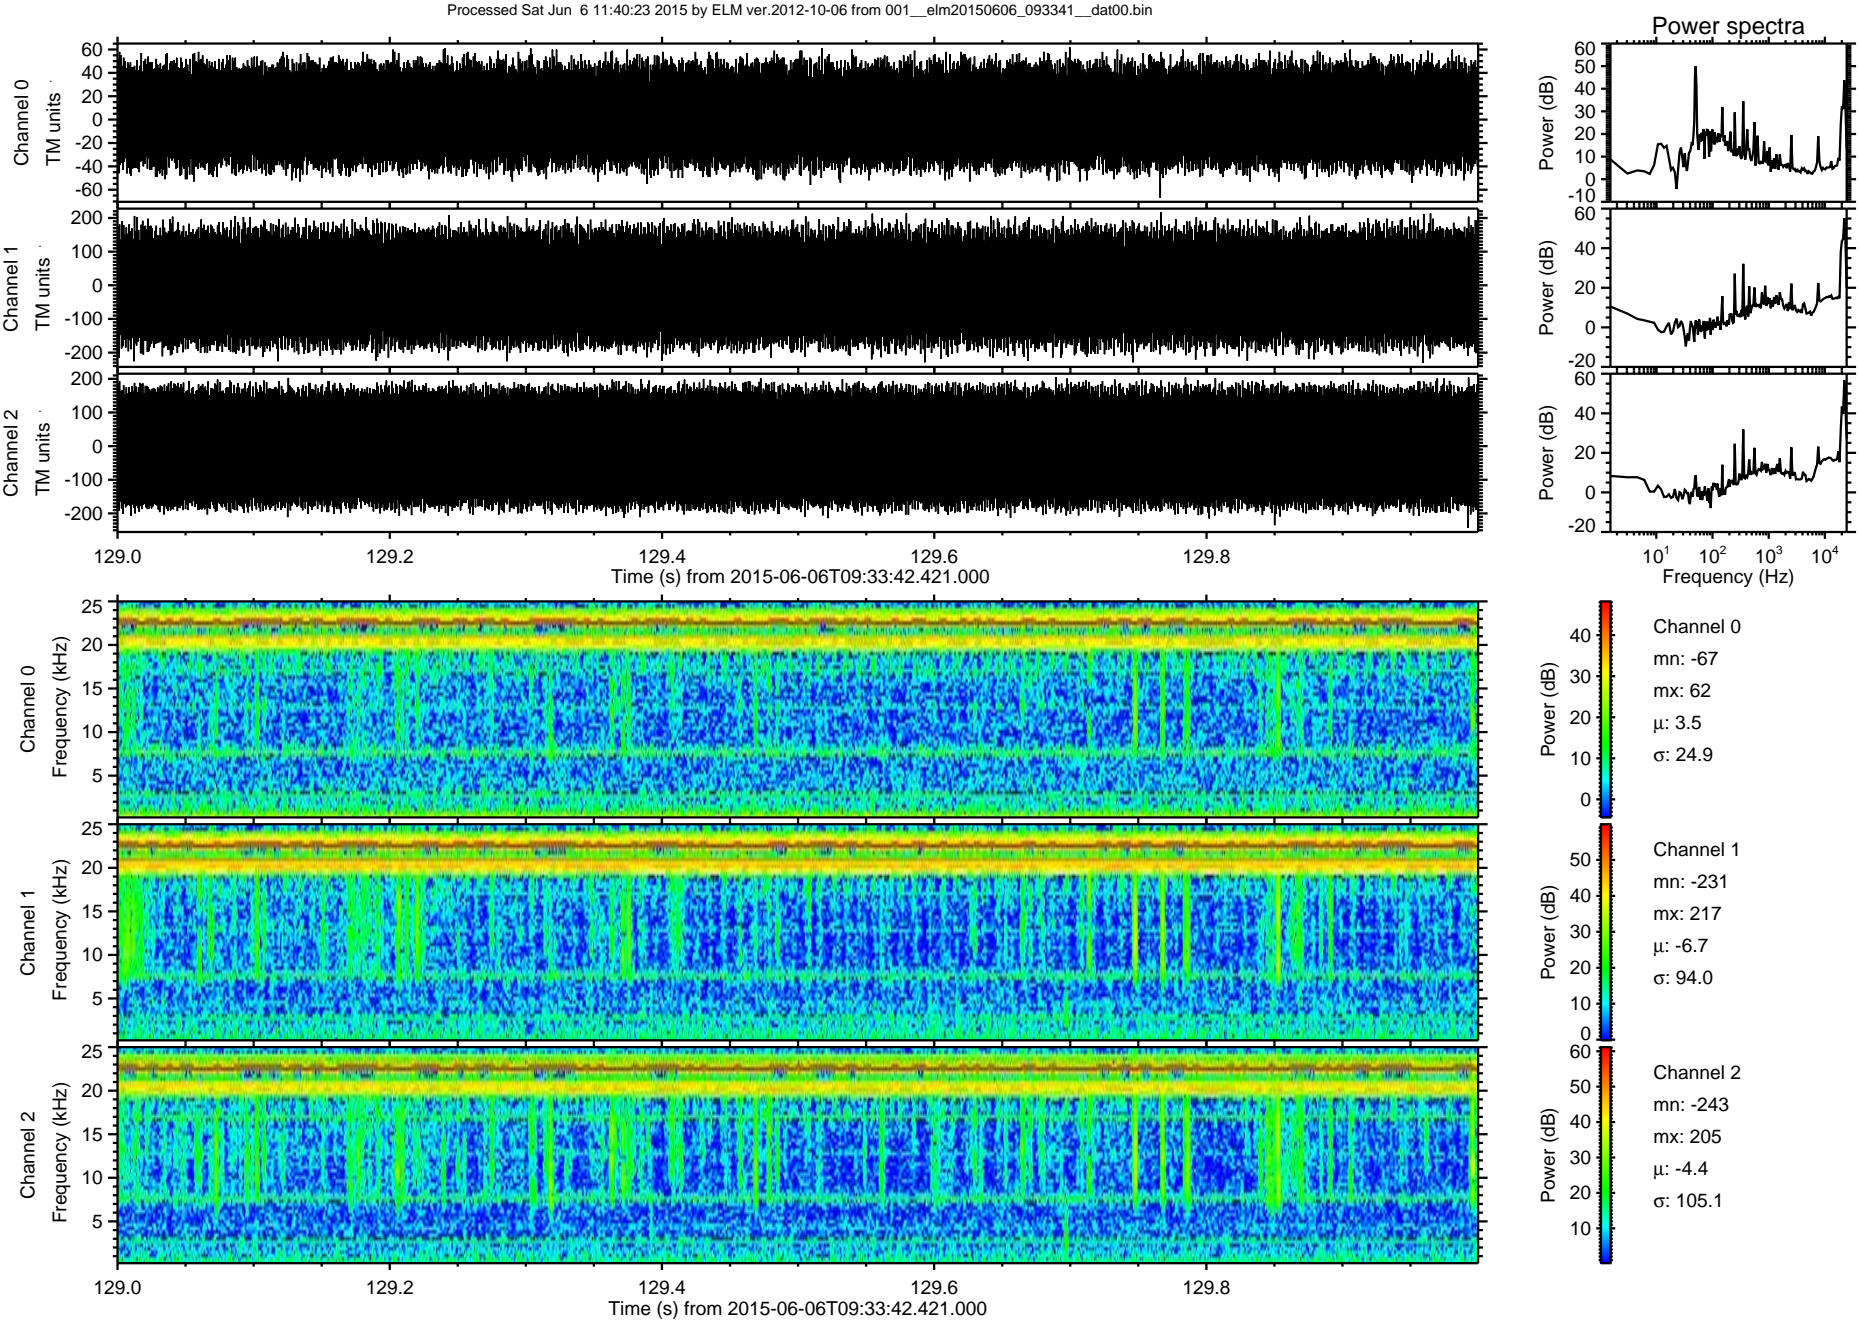 Processed Sat Jun  6 11:40:23 2015 by ELM ver.2012-10-06 from 001__elm20150606_093341__dat00.bin
Power spectra
Channel 0
TM units
60
40
20
0
-20
-40
-60
Power (dB)
60
50
40
30
20
10
0
-10
Channel 1
TM units
200
100
0
-100
-200
Power (dB)
60
40
20
0
-20
Channel 2
TM units
200
100
0
-100
-200
Power (dB)
60
40
20
0
-20
129.0 129.2 129.4 129.6 129.8
Time (s) from 2015-06-06T09:33:42.421.000
10^1 10^2 10^3 10^4
Frequency (Hz)
Channel 0
Frequency (kHz)
25
20
15
10
5
Power (dB)
40
30
20
10
0
Channel 0
mn: -67
mx: 62
μ: 3.5
σ: 24.9
Channel 1
Frequency (kHz)
25
20
15
10
5
Power (dB)
50
40
30
20
10
0
Channel 1
mn: -231
mx: 217
μ: -6.7
σ: 94.0
Channel 2
Frequency (kHz)
25
20
15
10
5
Power (dB)
60
50
40
30
20
10
Channel 2
mn: -243
mx: 205
μ: -4.4
σ: 105.1
129.0 129.2 129.4 129.6 129.8
Time (s) from 2015-06-06T09:33:42.421.000